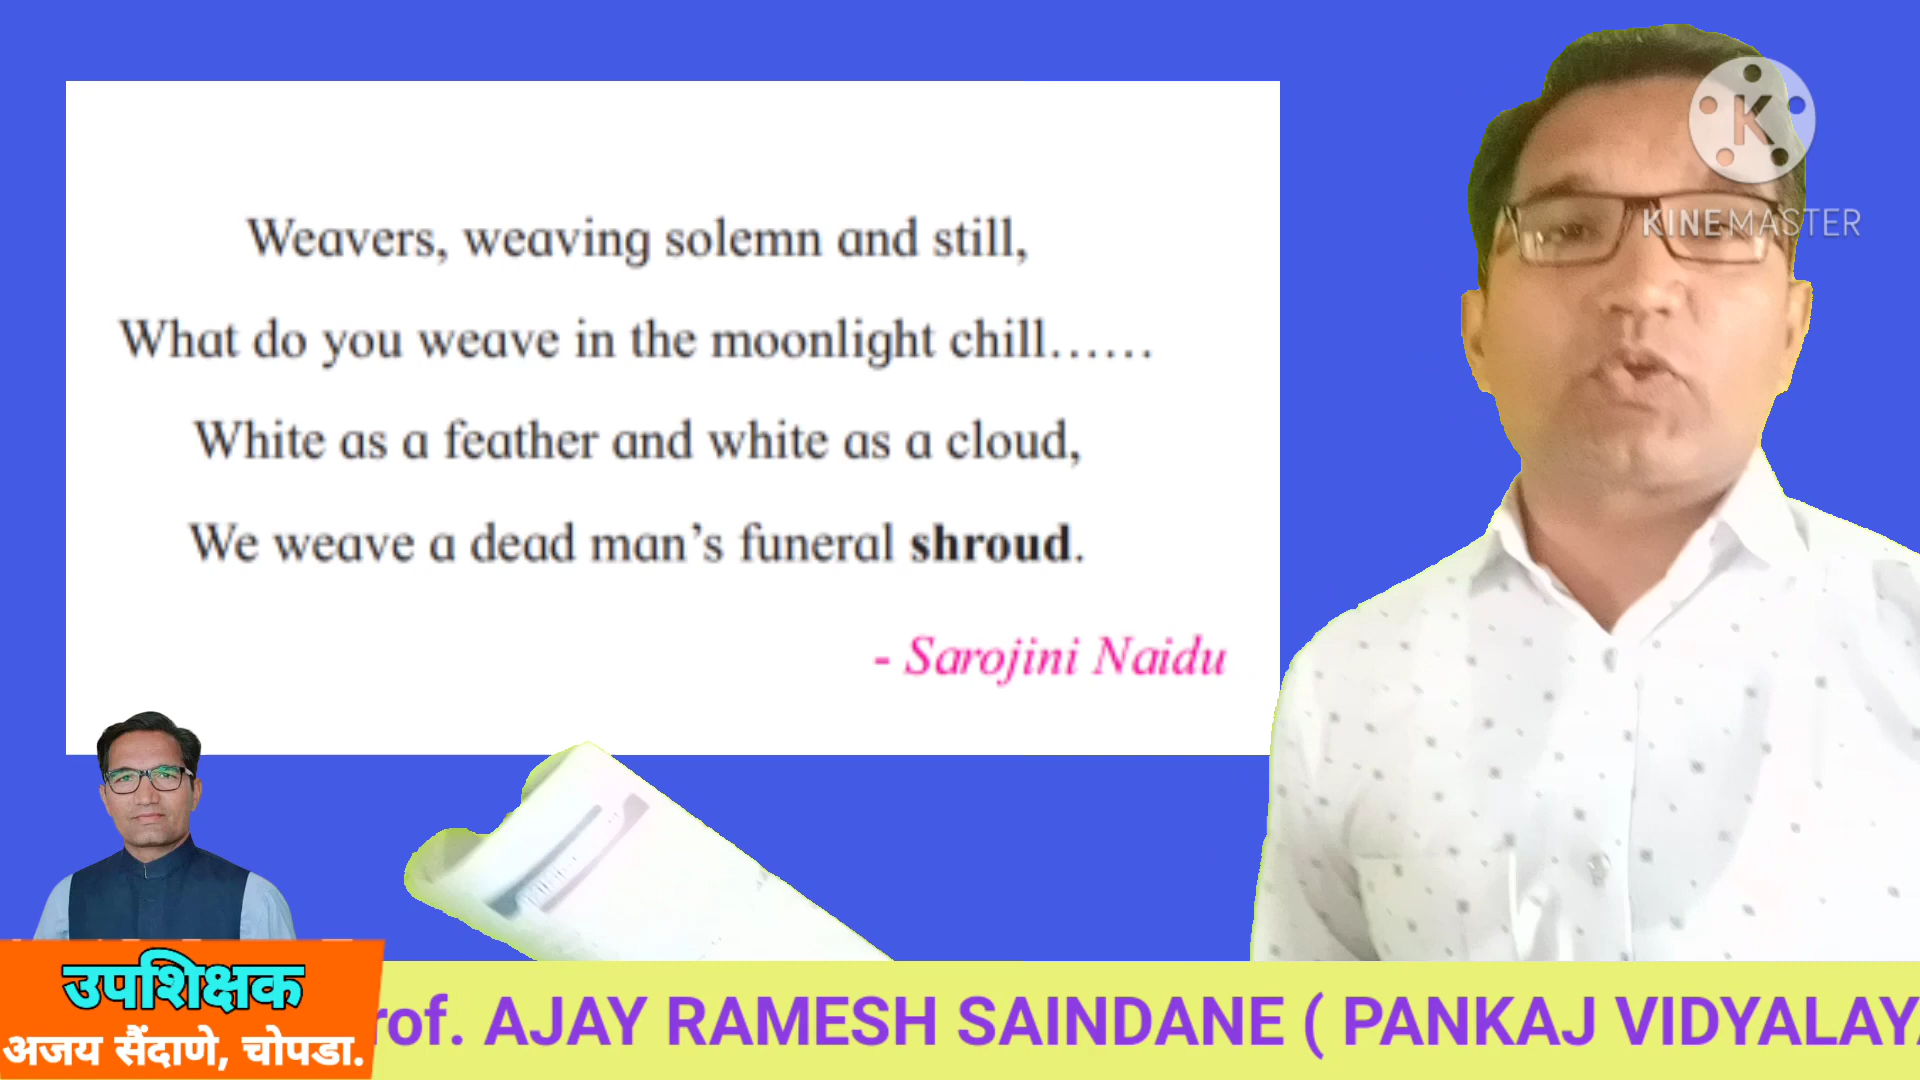 Weavers, weaving solemn and still,
What do you weave in the moonlight chill......
White as a feather and white as a cloud,
We weave a dead man’s funeral shroud.
- Sarojini Naidu
K
KINEMASTER
उपशिक्षक
अजय सैंदाणे, चोपडा.
rof. AJAY RAMESH SAINDANE ( PANKAJ VIDYALAYA